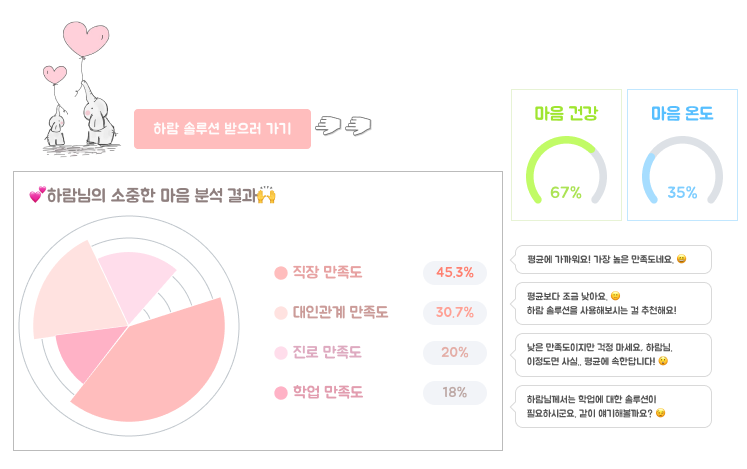 하람 솔루션 받으러 가기
마음 건강
67%
마음 온도
35%
💕하람님의 소중한 마음 분석 결과🙌
직장 만족도 45.3%
대인관계 만족도 30.7%
진로 만족도 20%
학업 만족도 18%
평균에 가까워요! 가장 높은 만족도네요. 😀
평균보다 조금 낮아요. 🙂
하람 솔루션을 사용해보시는 걸 추천해요!
낮은 만족도이지만 걱정 마세요, 하람님.
이정도면 사실.. 평균에 속한답니다! 😗
하람님께서는 학업에 대한 솔루션이
필요하시군요. 같이 얘기해볼까요? 😏